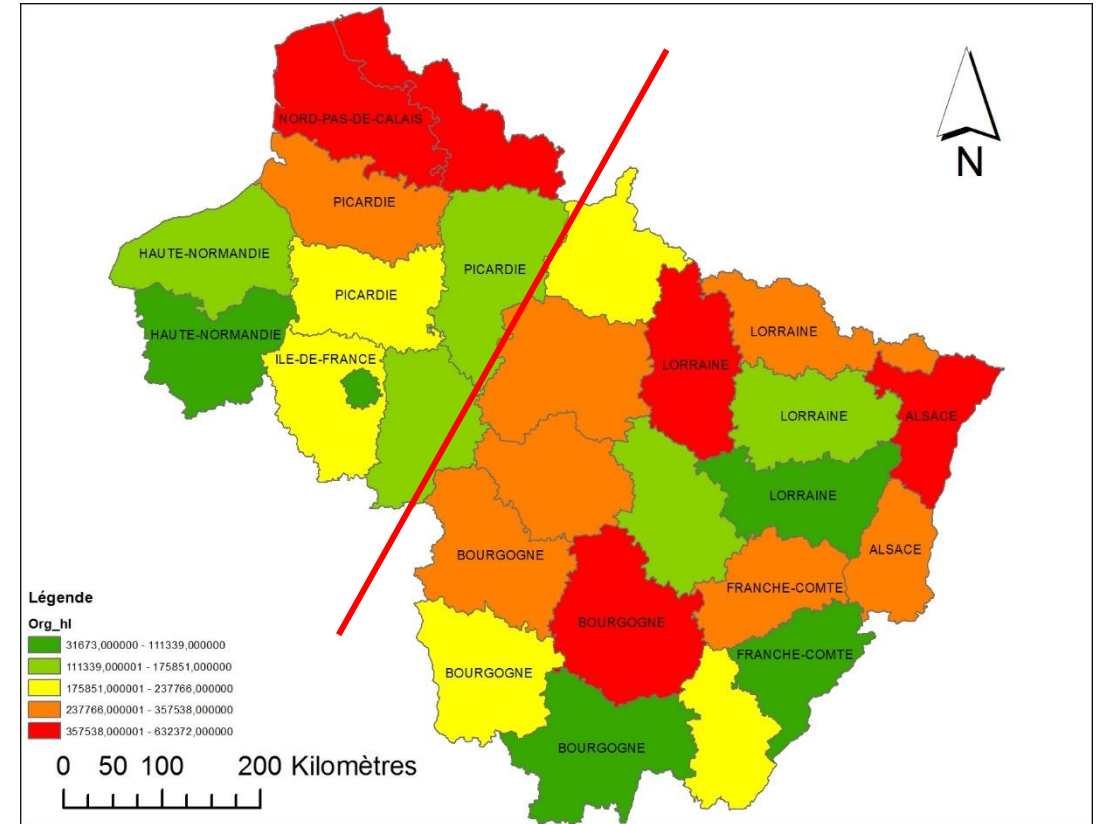 NORD-PAS-DE-CALAIS
N
PICARDIE
HAUTE-NORMANDIE
PICARDIE
PICARDIE
HAUTE-NORMANDIE
LORRAINE
ILE-DE-FRANCE
LORRAINE
LORRAINE
ALSACE
LORRAINE
BOURGOGNE
ALSACE
FRANCHE-COMTE
BOURGOGNE
FRANCHE-COMTE
BOURGOGNE
BOURGOGNE
Légende
Org_hl
31673,000000 - 111339,000000
111339,000001 - 175851,000000
175851,000001 - 237766,000000
237766,000001 - 357538,000000
357538,000001 - 632372,000000
0 50 100 200 Kilomètres